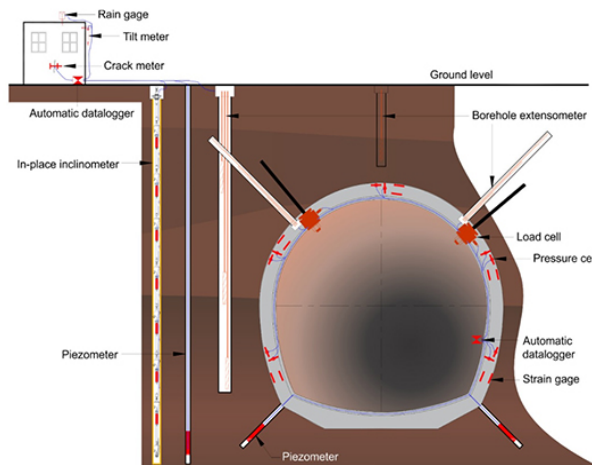 Rain gage
Tilt meter
Crack meter
Ground level
Automatic datalogger
Borehole extensometer
In-place inclinometer
Load cell
Pressure ce
Piezometer
Automatic
datalogger
Strain gage
Piezometer